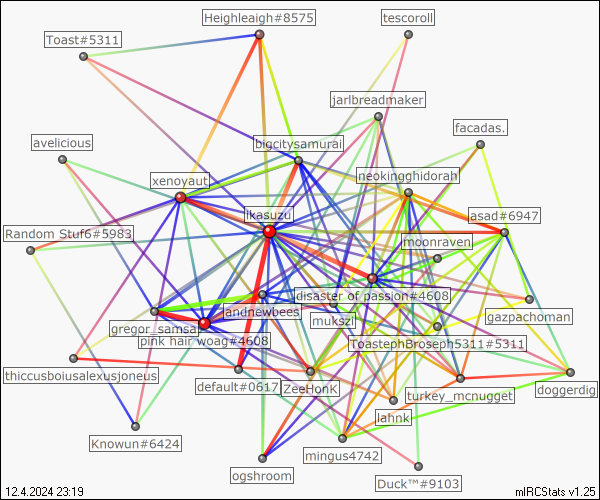 Heighleaigh#8575
tescoroll
Toast#5311
jarlbreadmaker
facadas.
avelicious
bigcitysamurai
xenoyaut
neokingghidorah
ikasuzu
asad#6947
Random Stuf6#5983
moonraven
disaster of passion#4608
gazpachoman
andnewbees
mukszi
gregor_samsa
pink hair woag#4608
ToastephBroseph5311#5311
thiccusboiusalexusjoneus
default#0617
ZeeHonK
turkey_mcnugget
doggerdig
lahnk
Knowun#6424
mingus4742
ogshroom
Duck™#9103
12.4.2024 23:19
mIRCStats v1.25